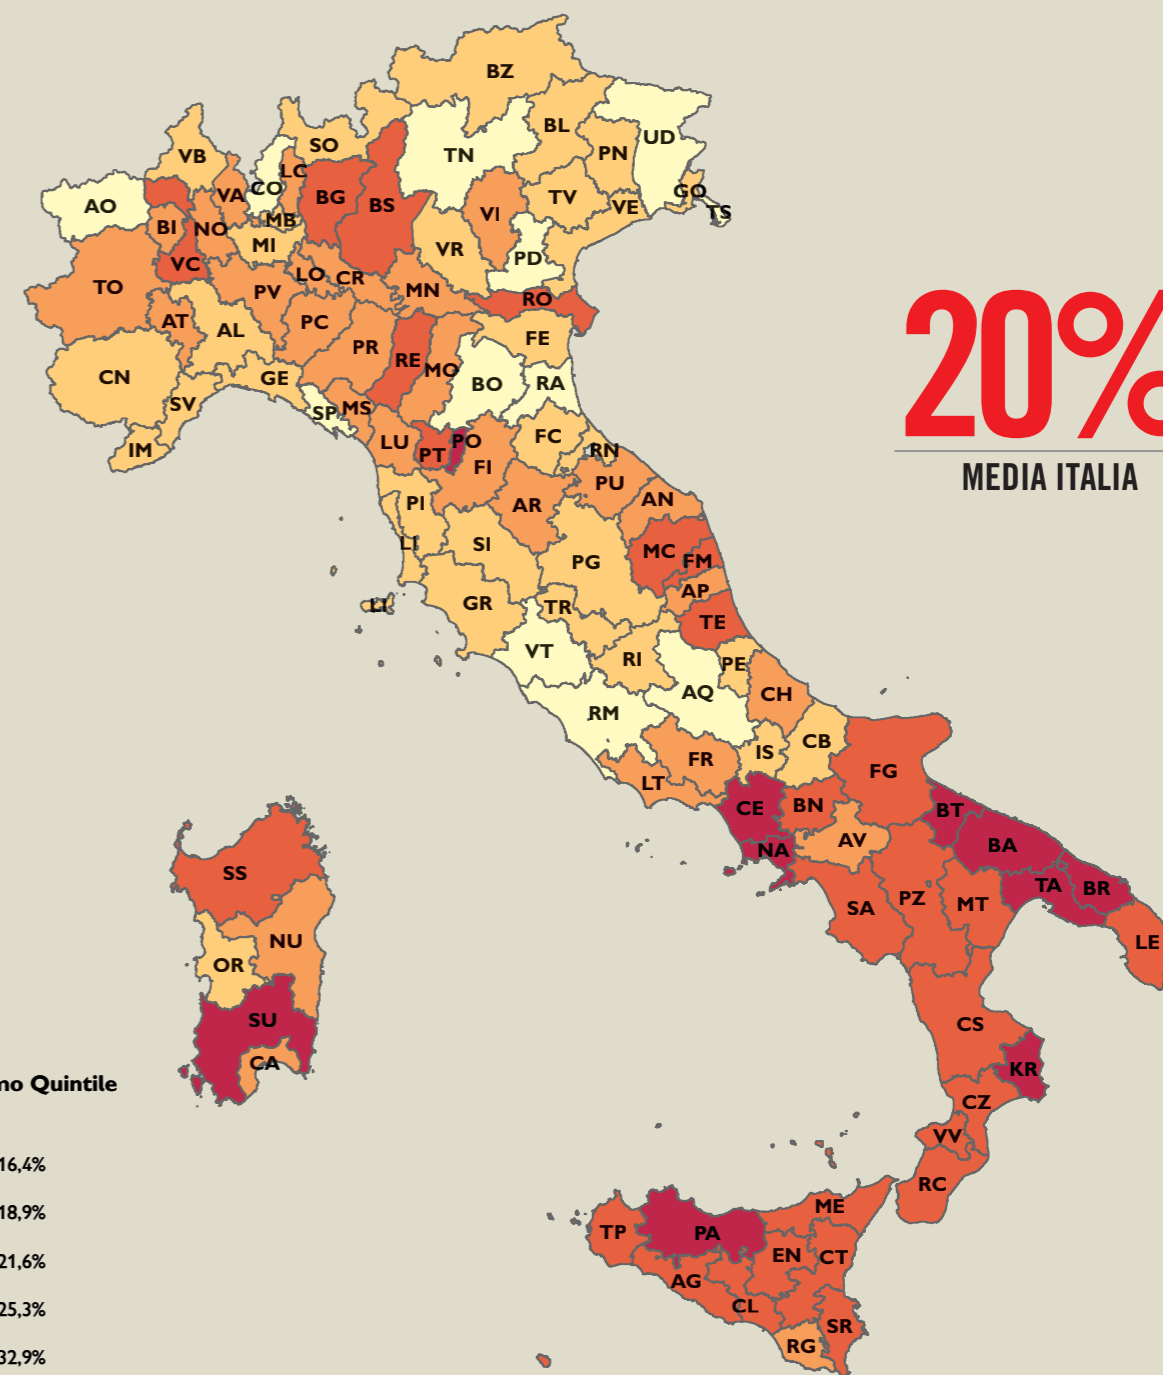 BZ
BL
UD
SO
TN
PN
VB
LC
CO
VA
BG
BS
GO
AO
TV
VE
TS
VI
MB
BI
NO
MI
VR
PD
VC
TO
LO
CR
PV
MN
RO
AT
PC
AL
FE
PR
RE
MO
CN
GE
BO
RA
SV
SP
MS
LU
PT
PO
FC
IM
FI
RN
PU
PI
AR
AN
LI
SI
MC
FM
PG
AP
LI
GR
TR
TE
VT
RI
PE
AQ
CH
RM
IS
CB
FR
LT
FG
CE
BN
BT
NA
AV
BA
SS
TA
BR
SA
PZ
MT
NU
LE
OR
SU
CS
CA
KR
CZ
VV
RC
ME
TP
PA
EN
CT
AG
CL
SR
RG
20%
MEDIA ITALIA
mo Quintile
16,4%
18,9%
21,6%
25,3%
32,9%